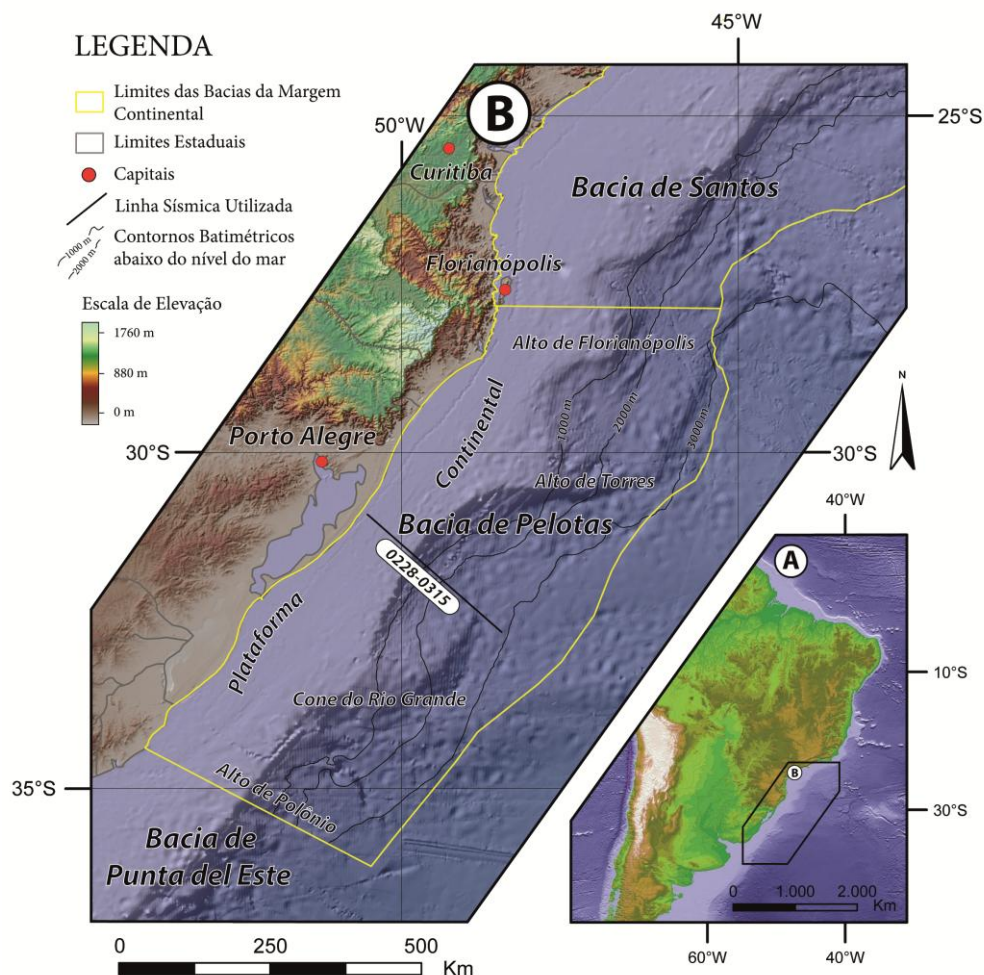 LEGENDA
Limites das Bacias da Margem
Continental
Limites Estaduais
Capitais
Linha Sísmica Utilizada
1000 m
2000 m
Contornos Batimétricos
abaixo do nível do mar
Escala de Elevação
1760 m
880 m
0 m
45°W
50°W
B
25°S
Curitiba
Bacia de Santos
Florianópolis
Alto de Florianópolis
Continental
1000 m
2000 m
3000 m
Porto Alegre
30°S
30°S
Alto de Torres
Bacia de Pelotas
0228-0315
Plataforma
Cone do Rio Grande
35°S
Alto de Polônio
Bacia de
Punta del Este
0
250
500
Km
N
40°W
A
10°S
B
30°S
0
1.000
2.000
Km
60°W
40°W